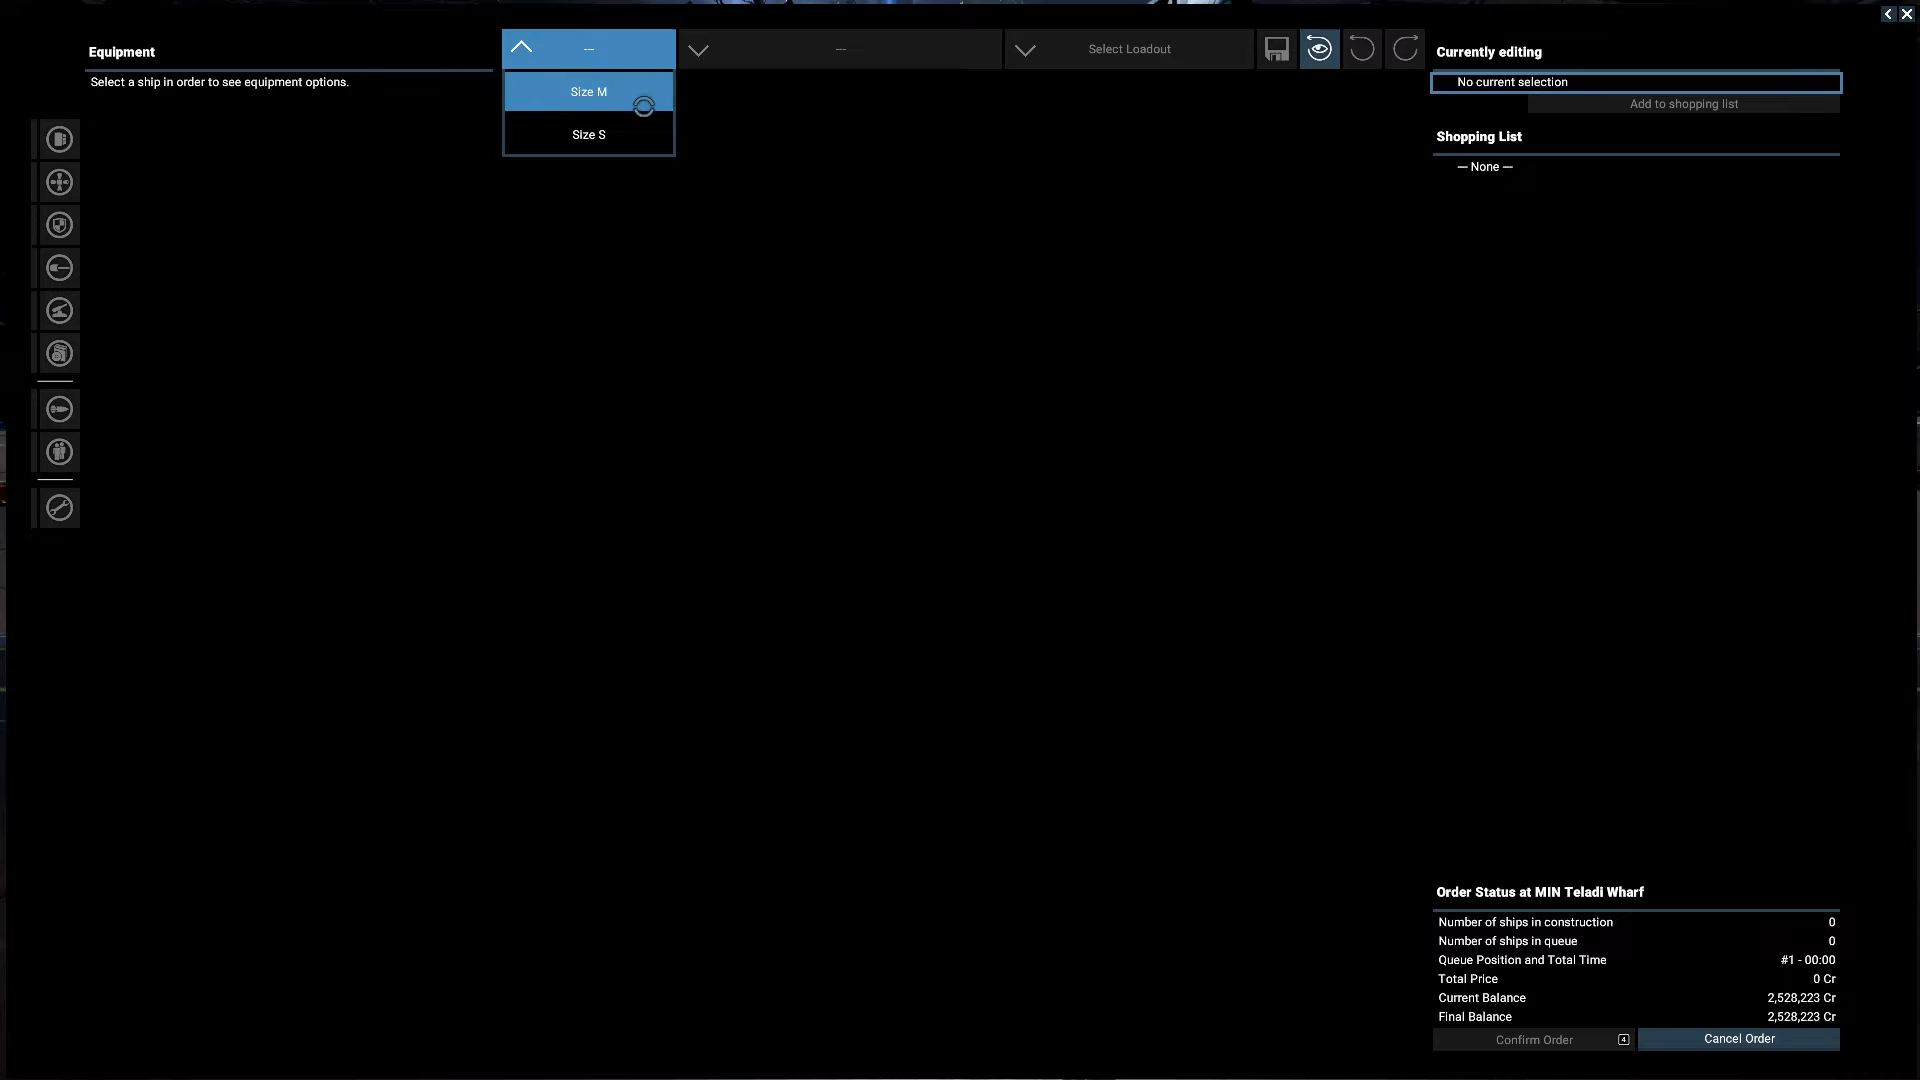 Equipment
Select a ship in order to see equipment options.
—
Size M
Size S
—
Select Loadout
Currently editing
No current selection
Add to shopping list
Shopping List
— None —
Order Status at MIN Teladi Wharf
Number of ships in construction 0
Number of ships in queue 0
Queue Position and Total Time #1 - 00:00
Total Price 0 Cr
Current Balance 2,528,223 Cr
Final Balance 2,528,223 Cr
Confirm Order 4
Cancel Order